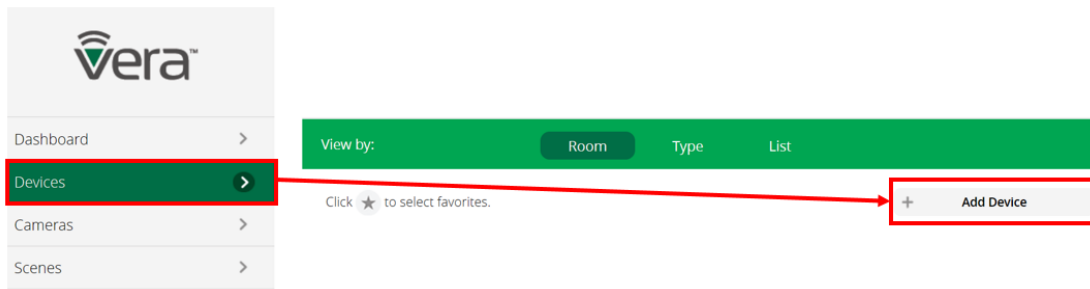 vera™
Dashboard
Devices
Cameras
Scenes
View by: Room Type List
Click ★ to select favorites.
+ Add Device